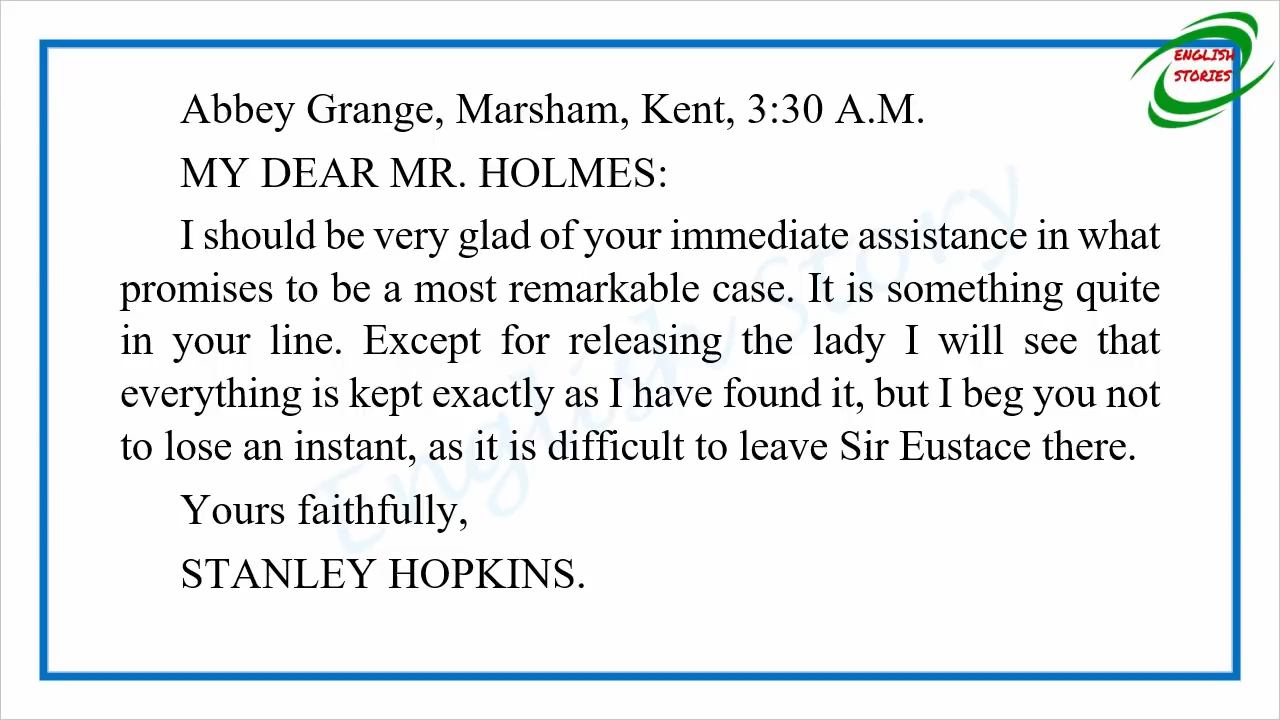 ENGLISH
STORIES
Abbey Grange, Marsham, Kent, 3:30 A.M.
MY DEAR MR. HOLMES:
I should be very glad of your immediate assistance in what
promises to be a most remarkable case. It is something quite
in your line. Except for releasing the lady I will see that
everything is kept exactly as I have found it, but I beg you not
to lose an instant, as it is difficult to leave Sir Eustace there.
Yours faithfully,
STANLEY HOPKINS.
English Story